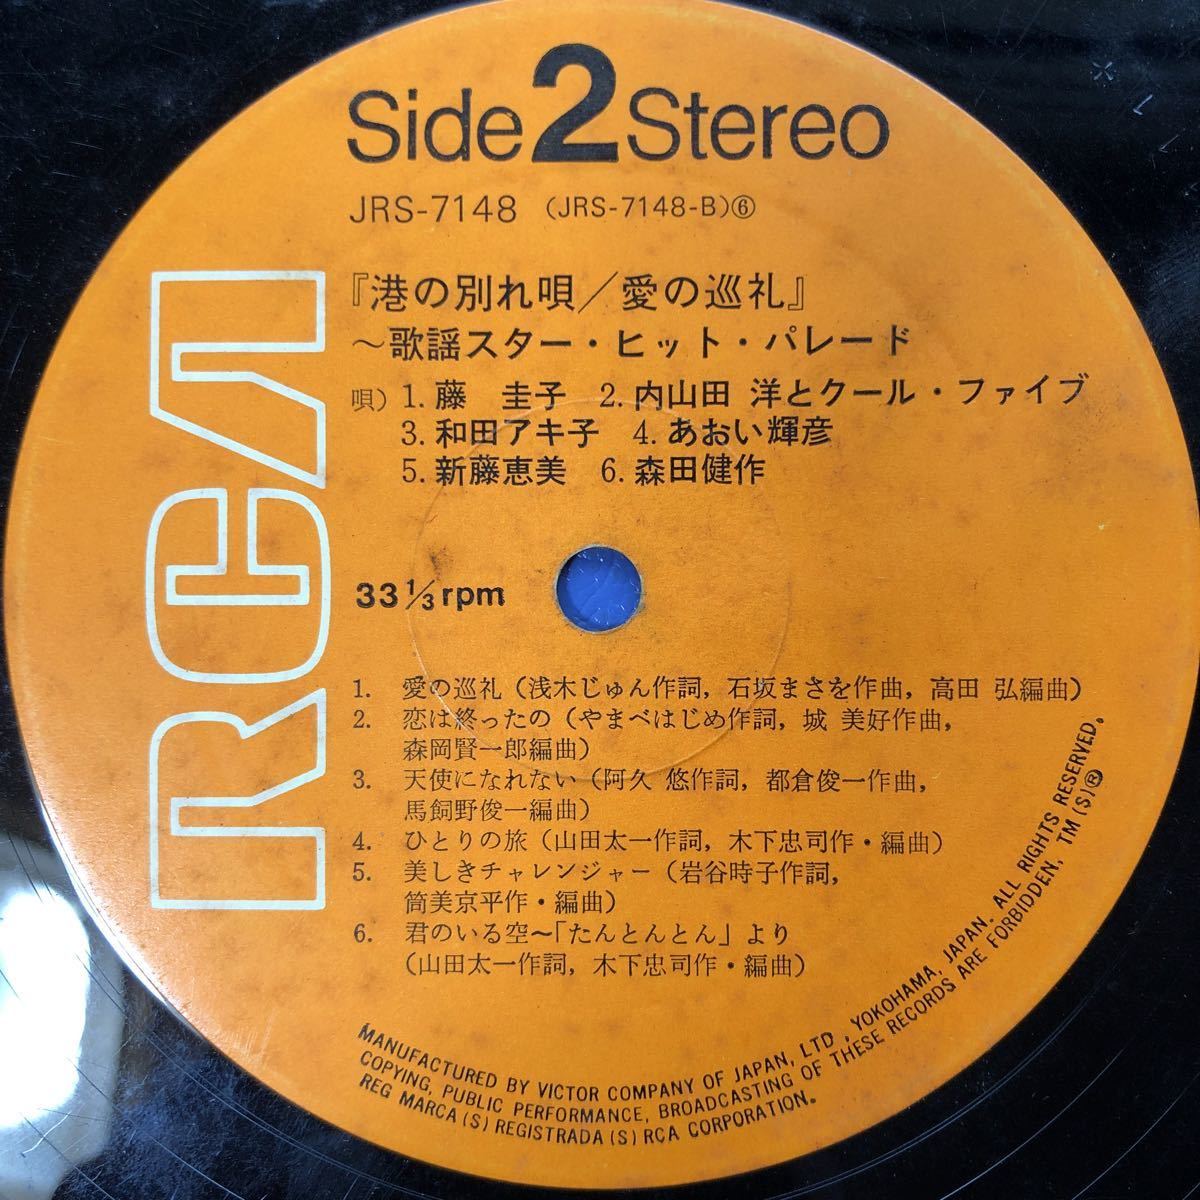 Side 2 Stereo
JRS-7148 (JRS-7148-B)⑥
『港の別れ唄/愛の巡礼』
~歌謡スター・ヒット・パレード
唄) 1. 藤 圭子 2. 内山田 洋とクール・ファイブ
3. 和田アキ子 4. あおい輝彦
5. 新藤恵美 6. 森田健作
RCA
33 1/3 rpm
1. 愛の巡礼 (浅木じゅん作詞, 石坂まさを作曲, 高田 弘編曲)
2. 恋は終ったの (やまべはじめ作詞, 城 美好作曲,
森岡賢一郎編曲)
3. 天使になれない (阿久 悠作詞, 都倉俊一作曲,
馬飼野俊一編曲)
4. ひとりの旅 (山田太一作詞, 木下忠司作・編曲)
5. 美しきチャレンジャー (岩谷時子作詞,
筒美京平作・編曲)
6. 君のいる空~「たんとんとん」より
(山田太一作詞, 木下忠司作・編曲)
MANUFACTURED BY VICTOR COMPANY OF JAPAN, LTD., YOKOHAMA, JAPAN. ALL RIGHTS RESERVED.
COPYING, PUBLIC PERFORMANCE, BROADCASTING OF THESE RECORDS ARE FORBIDDEN. TM(S)®
REG MARCA(S) REGISTRADA(S) RCA CORPORATION.